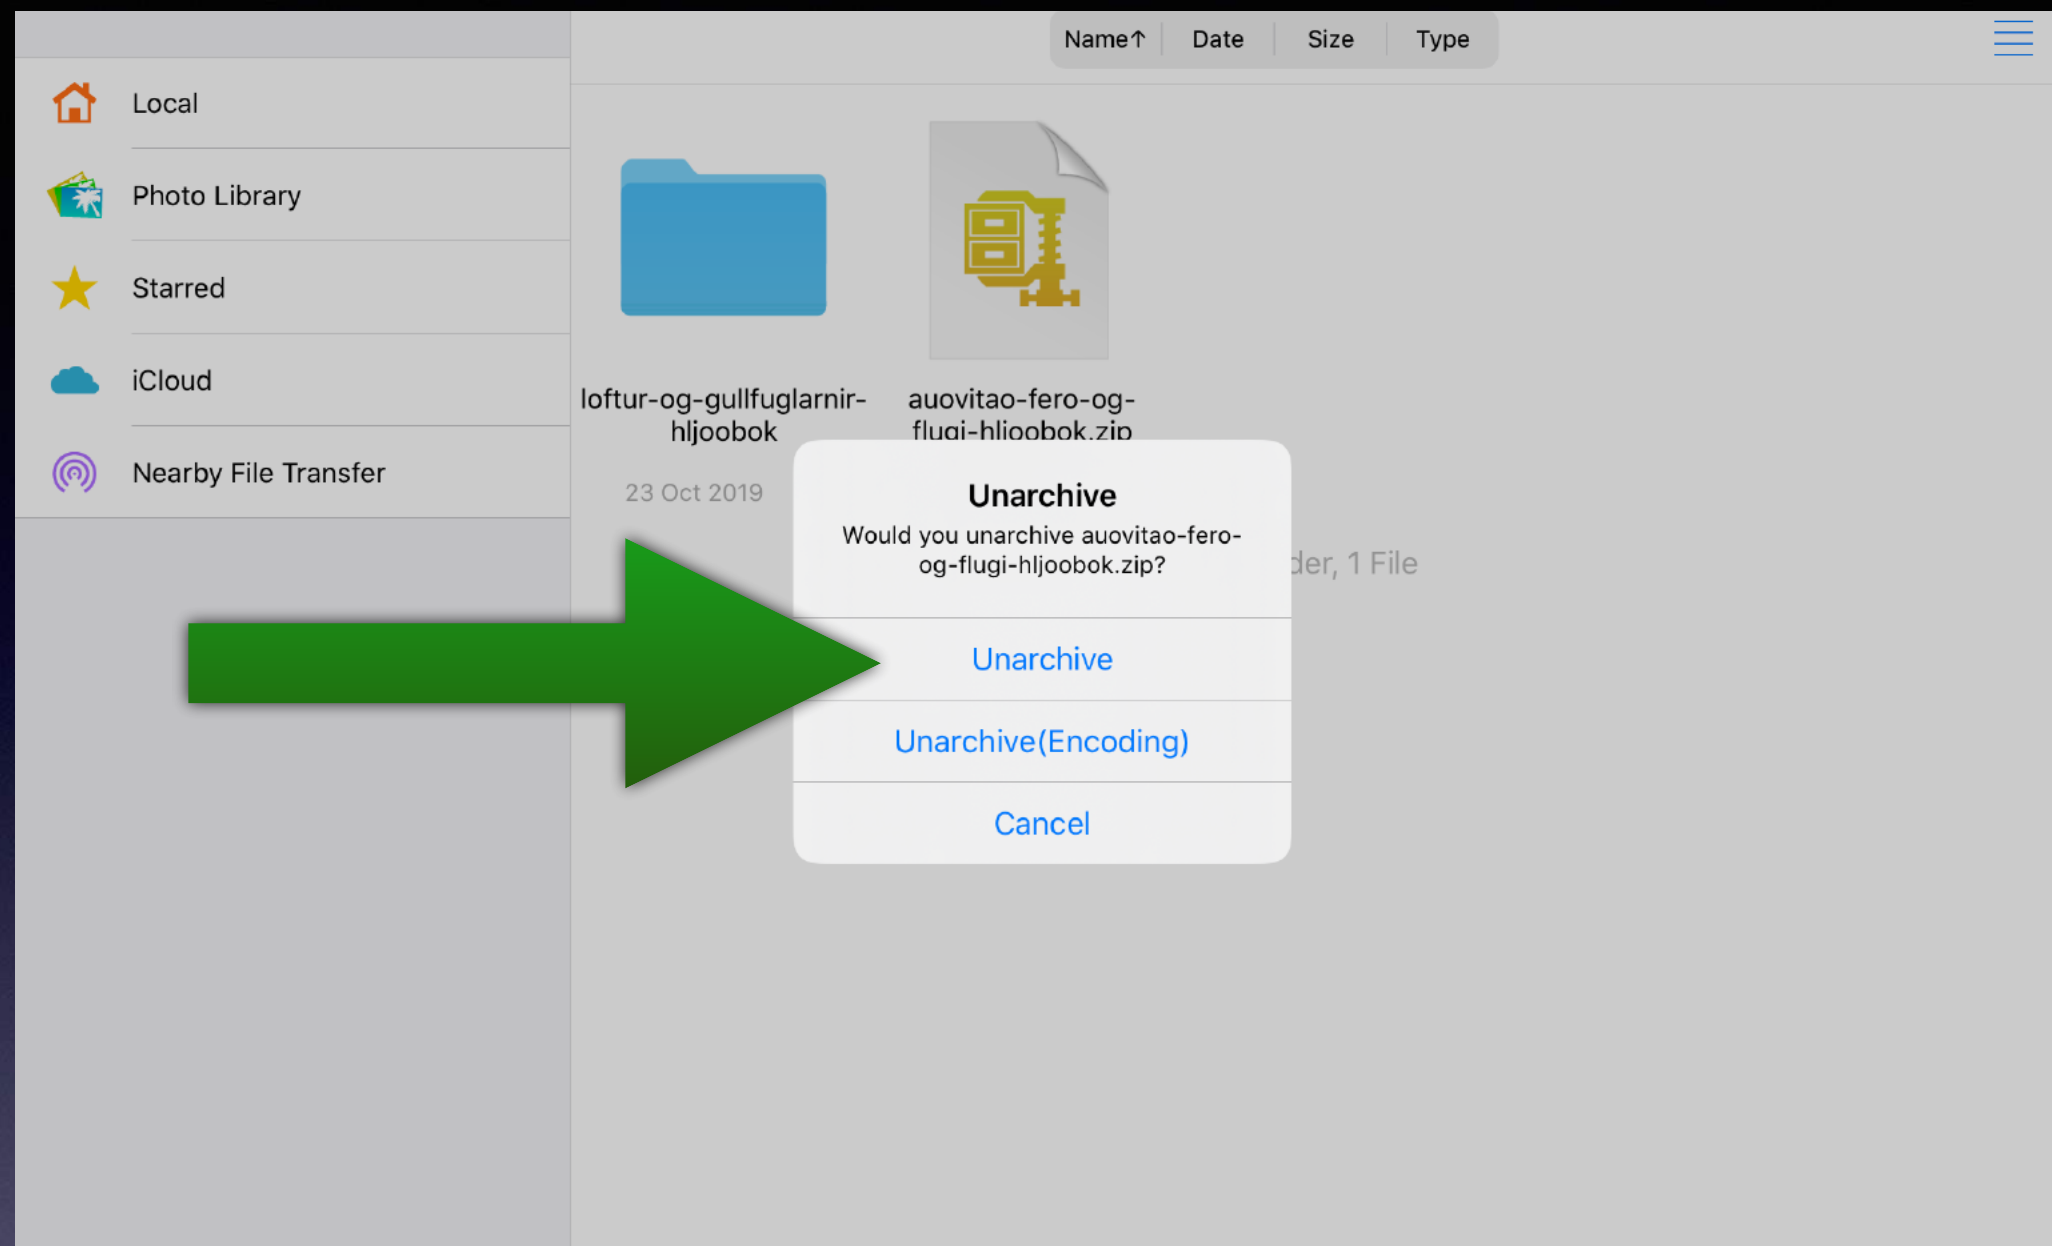 Name↑ Date Size Type
Local
Photo Library
Starred
iCloud
Nearby File Transfer
loftur-og-gullfuglarnir-
hljoobok
23 Oct 2019
auovitao-fero-og-
flugi-hljoobok.zip
der, 1 File
Unarchive
Would you unarchive auovitao-fero-
og-flugi-hljoobok.zip?
Unarchive
Unarchive(Encoding)
Cancel